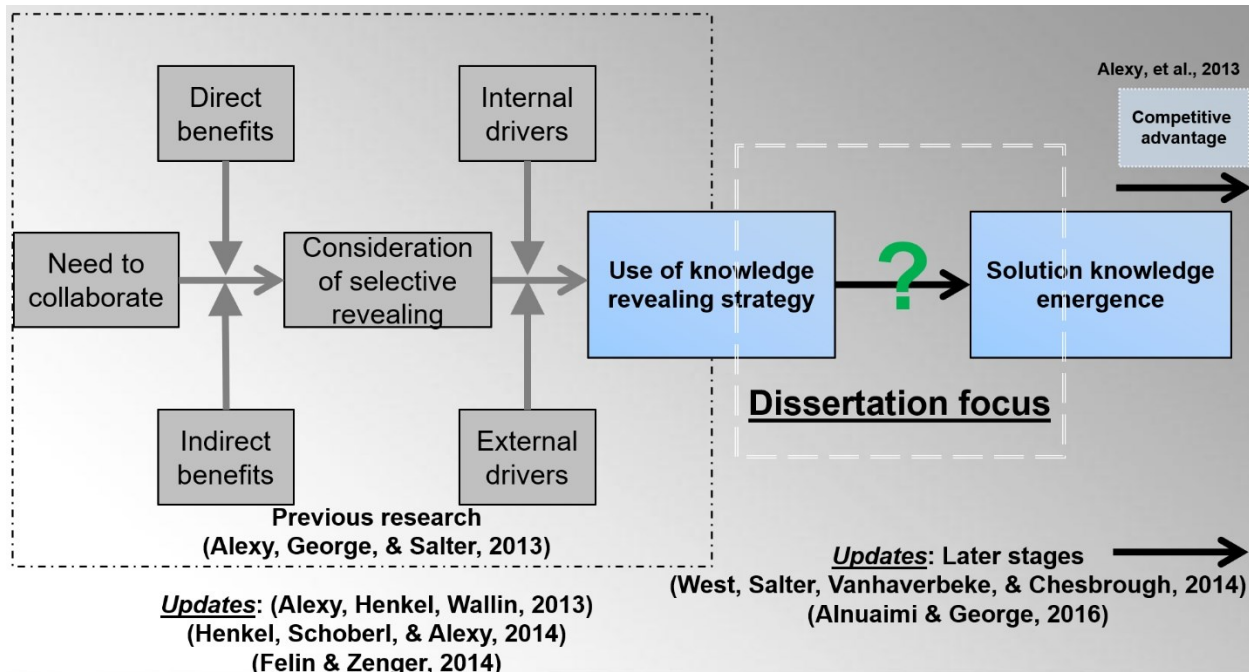 Direct
benefits
Internal
drivers
Alexy, et al., 2013
Competitive
advantage
Need to
collaborate
Consideration
of selective
revealing
Use of knowledge
revealing strategy
?
Solution knowledge
emergence
Dissertation focus
Indirect
benefits
External
drivers
Previous research
(Alexy, George, & Salter, 2013)
Updates: Later stages
(West, Salter, Vanhaverbeke, & Chesbrough, 2014)
(Alnuaimi & George, 2016)
Updates: (Alexy, Henkel, Wallin, 2013)
(Henkel, Schoberl, & Alexy, 2014)
(Felin & Zenger, 2014)